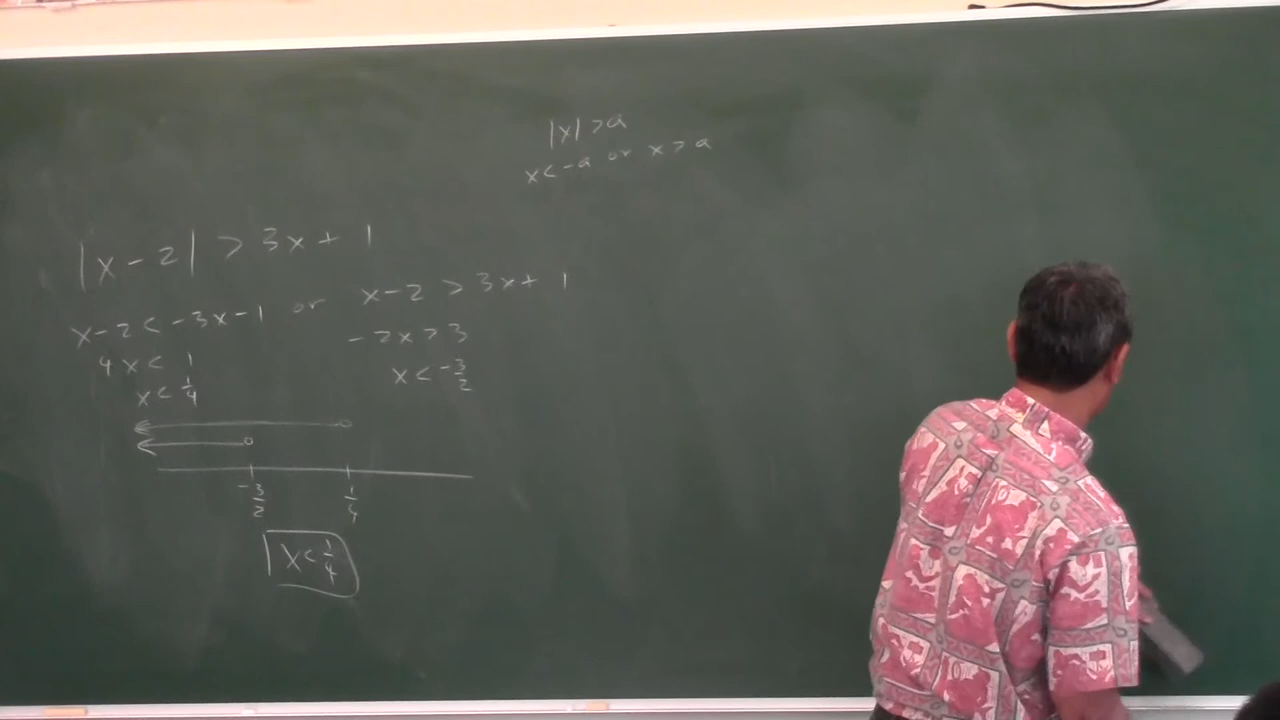 |x| > a
x < -a or x > a
|x - 2| > 3x + 1
x - 2 < -3x - 1 or x - 2 > 3x + 1
4x < 1
-2x > 3
x < 1/4
x < -3/2
-3/2
1/4
x < 1/4